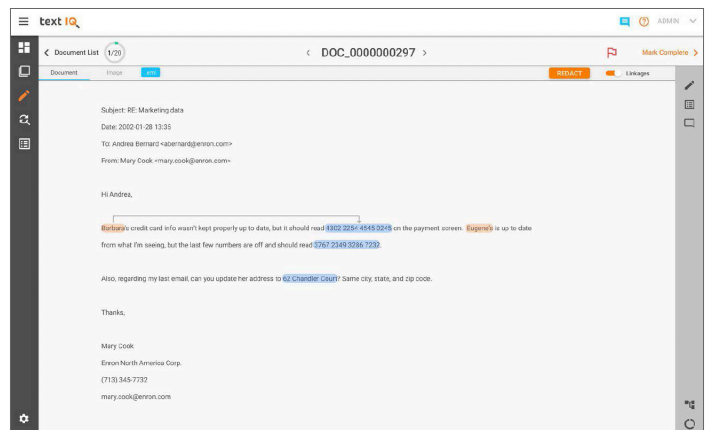 text IQ
ADMIN
Document List 1/20
DOC_0000000297
Mark Complete
Document Image
REDACT Linkages
Subject: RE: Marketing data
Date: 2002-01-28 13:35
To: Andrea Bernard <abernard@enron.com>
From: Mary Cook <mary.cook@enron.com>
Hi Andrea,
Barbara's credit card info wasn't kept properly up to date, but it should read 4302 2254 4545 0245 on the payment screen. Eugene's is up to date
from what I'm seeing, but the last few numbers are off and should read 3767 2349 3286 7232.
Also, regarding my last email, can you update her address to 62 Chandler Court? Same city, state, and zip code.
Thanks,
Mary Cook
Enron North America Corp.
(713) 345-7732
mary.cook@enron.com